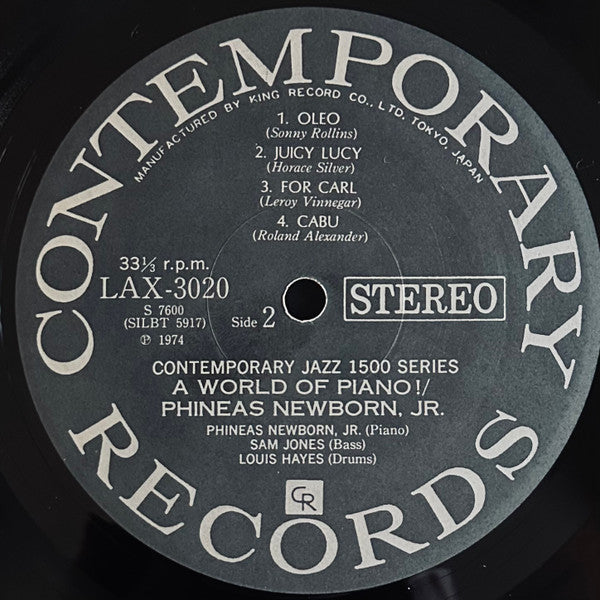 CONTEMPORARY
MANUFACTURED BY KING RECORD CO., LTD, TOKYO, JAPAN
1. OLEO
(Sonny Rollins)
2. JUICY LUCY
(Horace Silver)
3. FOR CARL
(Leroy Vinnegar)
4. CABU
(Roland Alexander)
33⅓ r.p.m.
LAX-3020
S 7600
(SILBT 5917)
℗ 1974
Side 2
STEREO
CONTEMPORARY JAZZ 1500 SERIES
A WORLD OF PIANO!/
PHINEAS NEWBORN, JR.
PHINEAS NEWBORN, JR. (Piano)
SAM JONES (Bass)
LOUIS HAYES (Drums)
CR
RECORDS